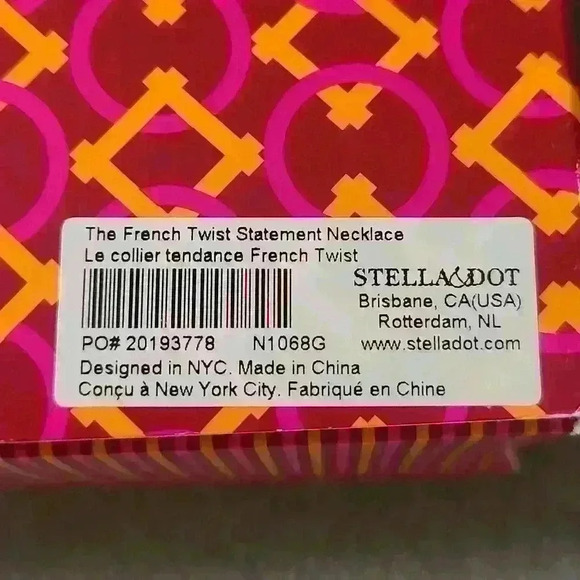 The French Twist Statement Necklace
Le collier tendance French Twist
STELLA&DOT
Brisbane, CA(USA)
Rotterdam, NL
PO# 20193778 N1068G www.stelladot.com
Designed in NYC. Made in China
Conçu à New York City. Fabriqué en Chine